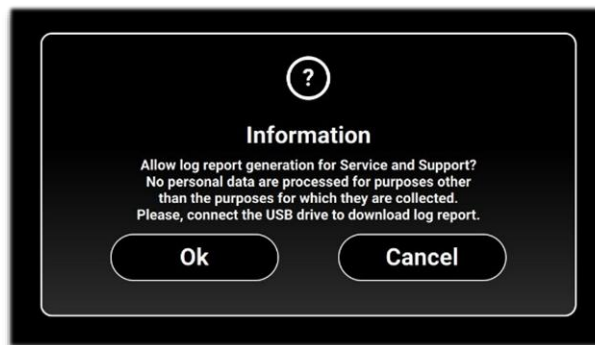 ?
Information
Allow log report generation for Service and Support?
No personal data are processed for purposes other
than the purposes for which they are collected.
Please, connect the USB drive to download log report.
Ok Cancel